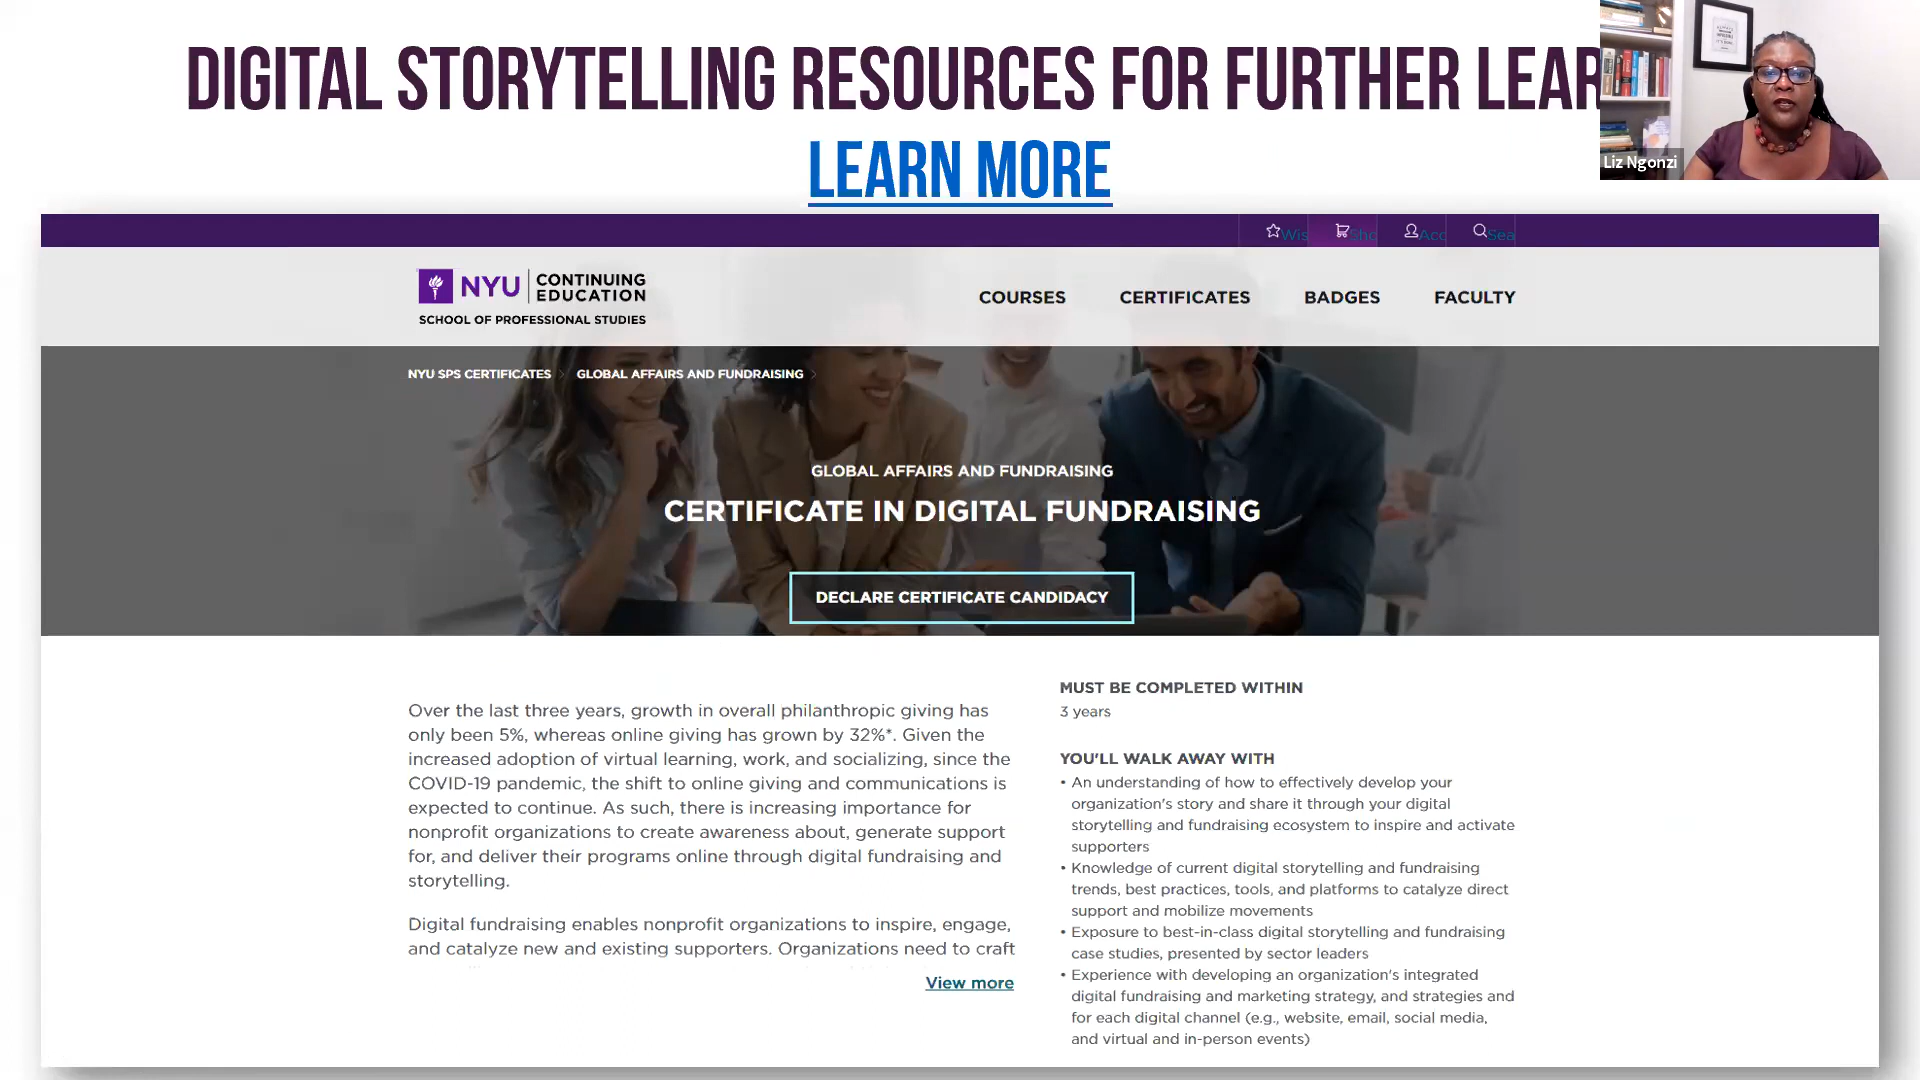 DIGITAL STORYTELLING RESOURCES FOR FURTHER LEAR
LEARN MORE
Liz Ngonzi
Wis
Sho
Acc
Sea
NYU
CONTINUING
EDUCATION
SCHOOL OF PROFESSIONAL STUDIES
COURSES
CERTIFICATES
BADGES
FACULTY
NYU SPS CERTIFICATES
GLOBAL AFFAIRS AND FUNDRAISING
GLOBAL AFFAIRS AND FUNDRAISING
CERTIFICATE IN DIGITAL FUNDRAISING
DECLARE CERTIFICATE CANDIDACY
Over the last three years, growth in overall philanthropic giving has
only been 5%, whereas online giving has grown by 32%*. Given the
increased adoption of virtual learning, work, and socializing, since the
COVID-19 pandemic, the shift to online giving and communications is
expected to continue. As such, there is increasing importance for
nonprofit organizations to create awareness about, generate support
for, and deliver their programs online through digital fundraising and
storytelling.
Digital fundraising enables nonprofit organizations to inspire, engage,
and catalyze new and existing supporters. Organizations need to craft
View more
MUST BE COMPLETED WITHIN
3 years
YOU'LL WALK AWAY WITH
• An understanding of how to effectively develop your
organization's story and share it through your digital
storytelling and fundraising ecosystem to inspire and activate
supporters
• Knowledge of current digital storytelling and fundraising
trends, best practices, tools, and platforms to catalyze direct
support and mobilize movements
• Exposure to best-in-class digital storytelling and fundraising
case studies, presented by sector leaders
• Experience with developing an organization's integrated
digital fundraising and marketing strategy, and strategies and
for each digital channel (e.g., website, email, social media,
and virtual and in-person events)